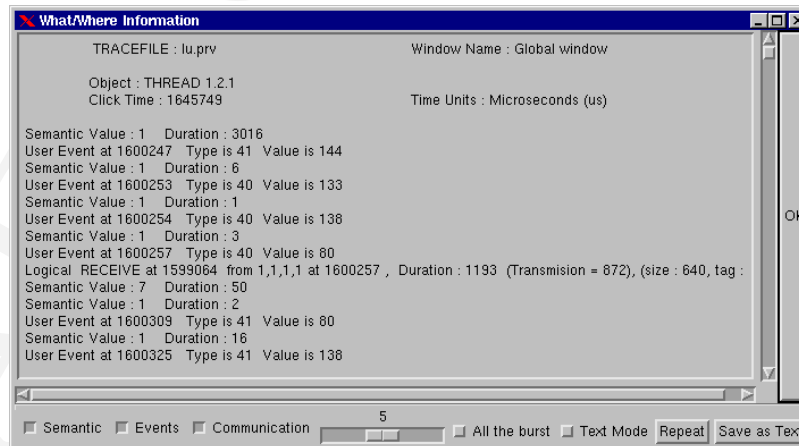 What/Where Information
TRACEFILE : lu.prv Window Name : Global window
Object : THREAD 1.2.1
Click Time : 1645749 Time Units : Microseconds (us)
Semantic Value : 1 Duration : 3016
User Event at 1600247 Type is 41 Value is 144
Semantic Value : 1 Duration : 6
User Event at 1600253 Type is 40 Value is 133
Semantic Value : 1 Duration : 1
User Event at 1600254 Type is 40 Value is 138
Semantic Value : 1 Duration : 3
User Event at 1600257 Type is 40 Value is 80
Logical RECEIVE at 1599064 from 1,1,1,1 at 1600257 , Duration : 1193 (Transmision = 872), (size : 640, tag :
Semantic Value : 7 Duration : 50
Semantic Value : 1 Duration : 2
User Event at 1600309 Type is 41 Value is 80
Semantic Value : 1 Duration : 16
User Event at 1600325 Type is 41 Value is 138
5
Semantic Events Communication All the burst Text Mode Repeat Save as Text